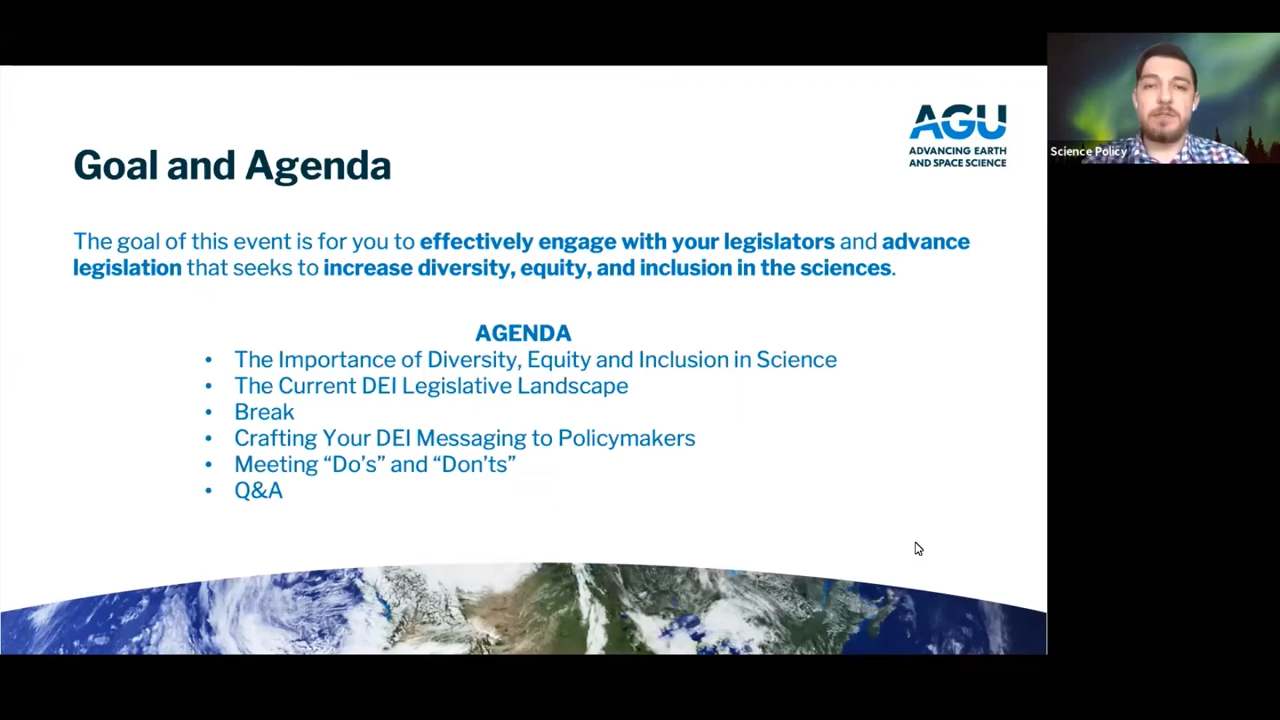 AGU
ADVANCING EARTH
AND SPACE SCIENCE
Science Policy
Goal and Agenda
The goal of this event is for you to effectively engage with your legislators and advance
legislation that seeks to increase diversity, equity, and inclusion in the sciences.
AGENDA
• The Importance of Diversity, Equity and Inclusion in Science
• The Current DEI Legislative Landscape
• Break
• Crafting Your DEI Messaging to Policymakers
• Meeting “Do’s” and “Don’ts”
• Q&A